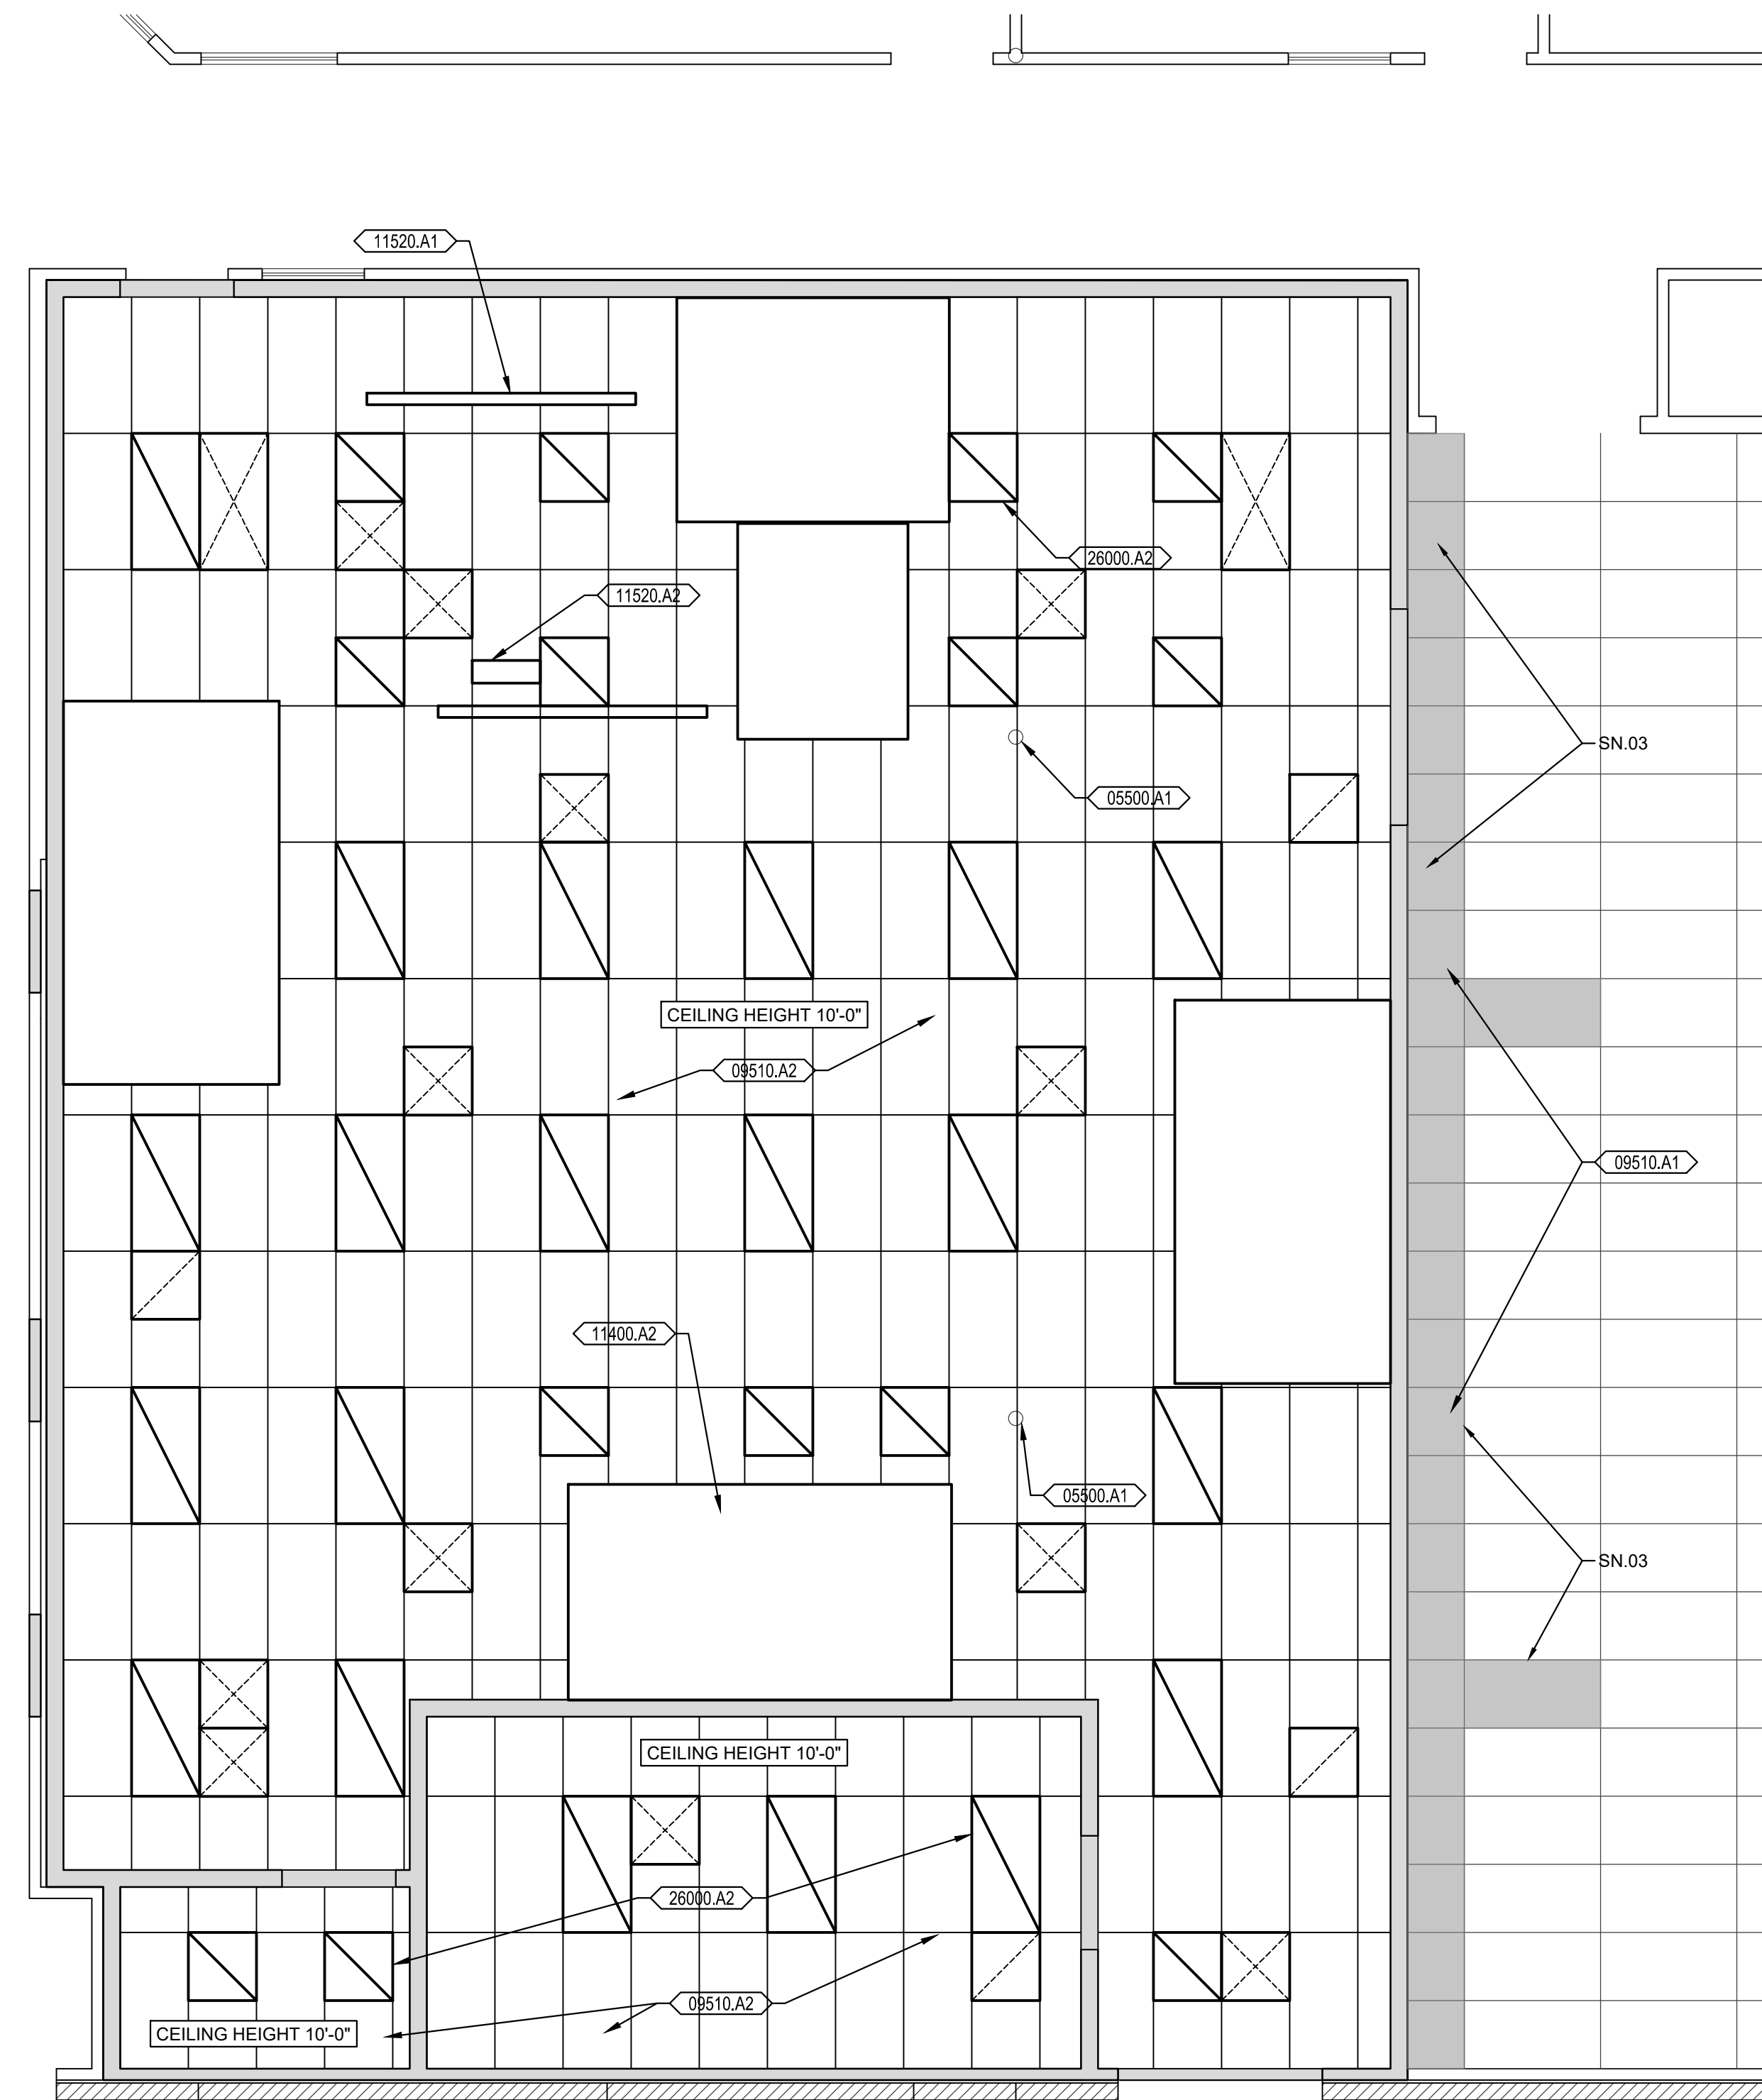 11520.A1
26000.A2
11520.A2
SN.03
05500.A1
CEILING HEIGHT 10'-0"
09510.A2
09510.A1
11400.A2
05500.A1
SN.03
CEILING HEIGHT 10'-0"
26000.A2
09510.A2
CEILING HEIGHT 10'-0"